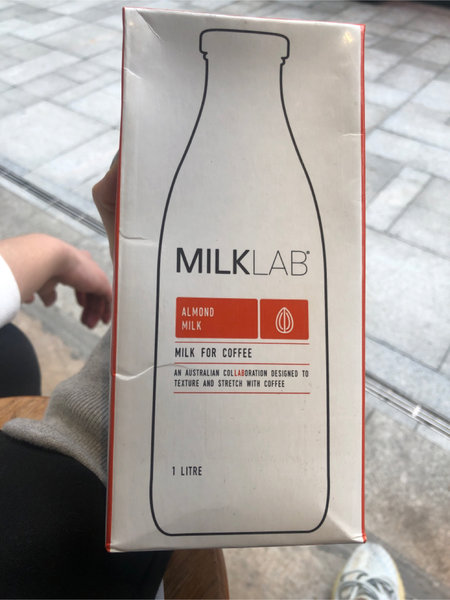 MILKLAB®
ALMOND
MILK
MILK FOR COFFEE
AN AUSTRALIAN COLLABORATION DESIGNED TO
TEXTURE AND STRETCH WITH COFFEE
1 LITRE